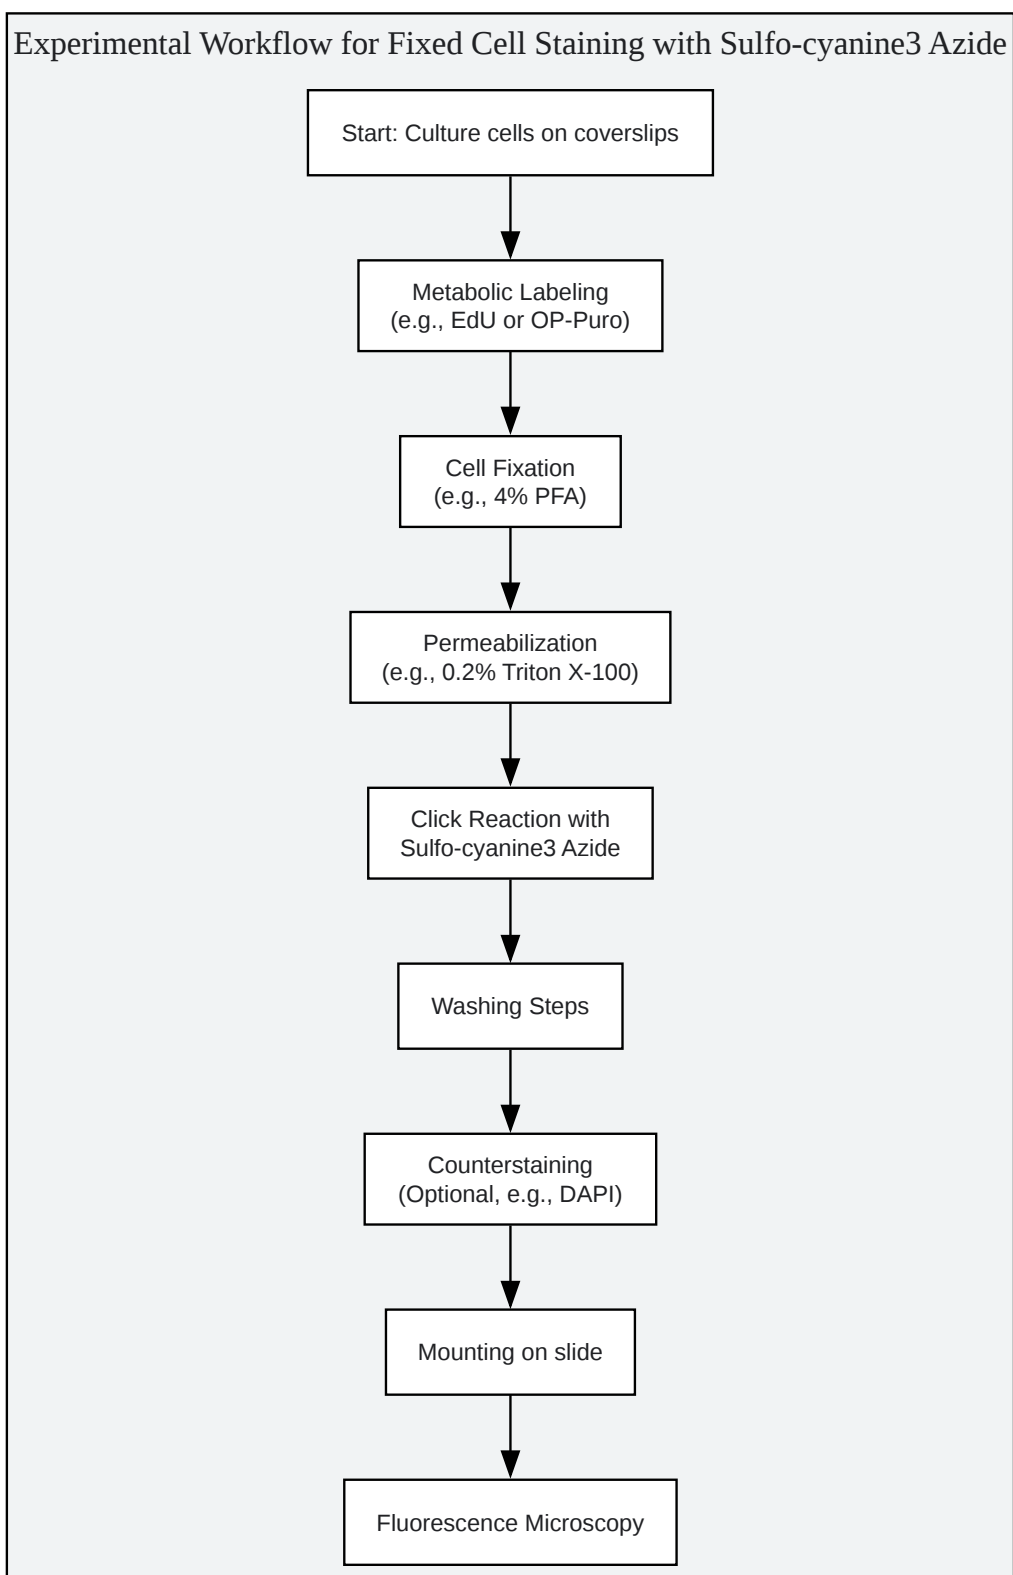 Experimental Workflow for Fixed Cell Staining with Sulfo-cyanine3 Azide
Start: Culture cells on coverslips
Metabolic Labeling
(e.g., EdU or OP-Puro)
Cell Fixation
(e.g., 4% PFA)
Permeabilization
(e.g., 0.2% Triton X-100)
Click Reaction with
Sulfo-cyanine3 Azide
Washing Steps
Counterstaining
(Optional, e.g., DAPI)
Mounting on slide
Fluorescence Microscopy